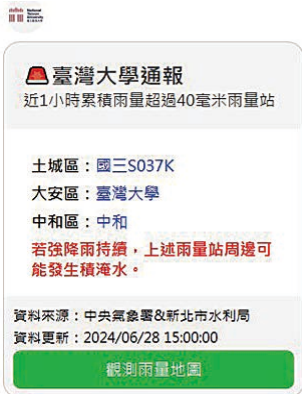 National
Taiwan
University
臺灣大學通報
近1小時累積雨量超過40毫米雨量站
土城區：國三S037K
大安區：臺灣大學
中和區：中和
若強降雨持續，上述雨量站周邊可
能發生積淹水。
資料來源：中央氣象署&新北市水利局
資料更新：2024/06/28 15:00:00
觀測雨量地圖